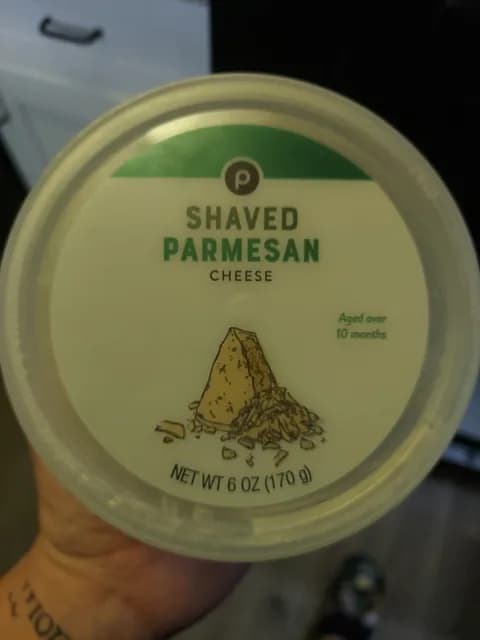 P
SHAVED
PARMESAN
CHEESE
Aged over
10 months
NET WT 6 OZ (170 g)